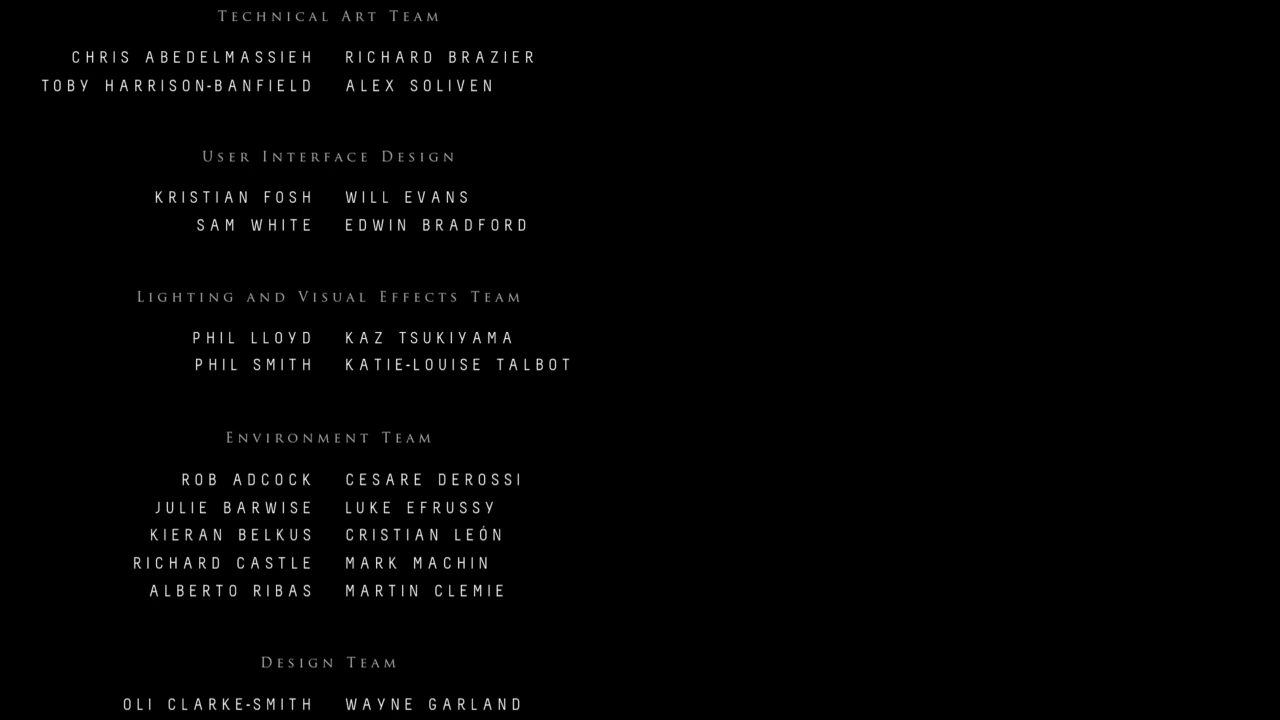 Technical Art Team
CHRIS ABEDELMASSIEH RICHARD BRAZIER
TOBY HARRISON-BANFIELD ALEX SOLIVEN
User Interface Design
KRISTIAN FOSH WILL EVANS
SAM WHITE EDWIN BRADFORD
Lighting and Visual Effects Team
PHIL LLOYD KAZ TSUKIYAMA
PHIL SMITH KATIE-LOUISE TALBOT
Environment Team
ROB ADCOCK CESARE DEROSSI
JULIE BARWISE LUKE EFRUSSY
KIERAN BELKUS CRISTIAN LEÓN
RICHARD CASTLE MARK MACHIN
ALBERTO RIBAS MARTIN CLEMIE
Design Team
OLI CLARKE-SMITH WAYNE GARLAND